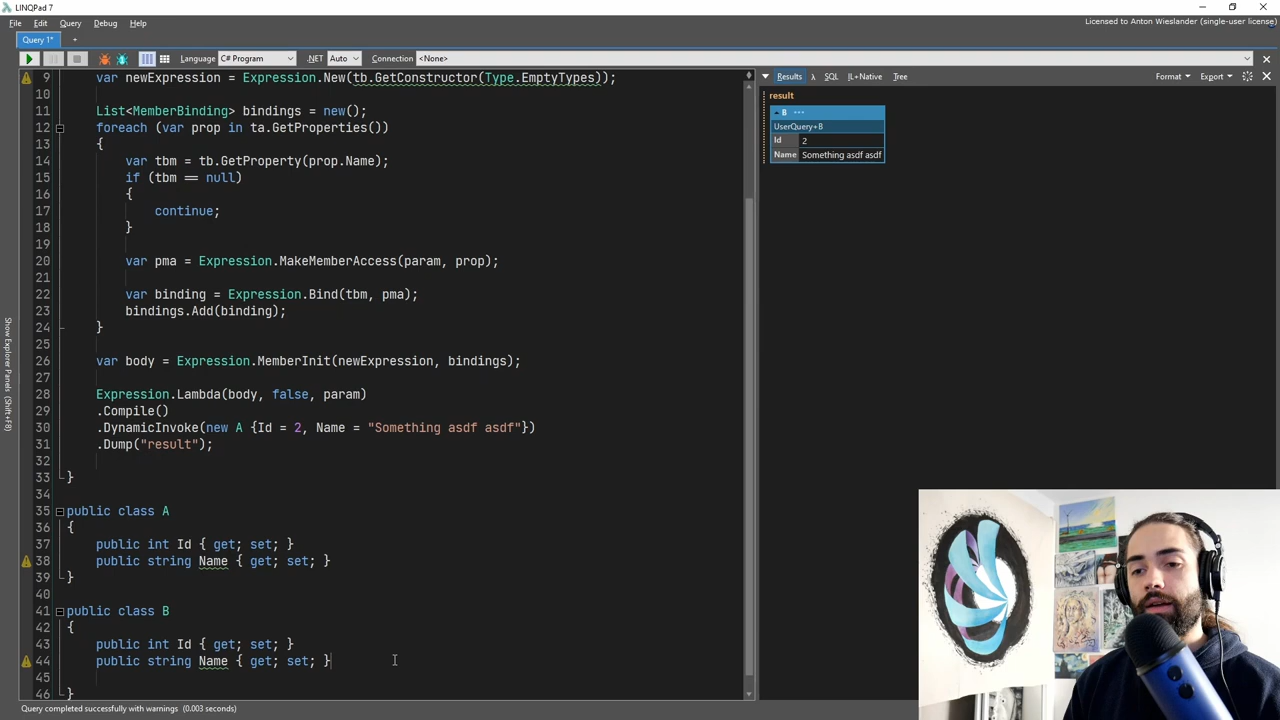 LINQPad 7
File Edit Query Debug Help
Licensed to Anton Wieslander (single-user license)
Query 1* +
Language C# Program .NET Auto Connection <None>
Show Explorer Panels (Shift+F8)
9 var newExpression = Expression.New(tb.GetConstructor(Type.EmptyTypes));
10
11 List<MemberBinding> bindings = new();
12 foreach (var prop in ta.GetProperties())
13 {
14 var tbm = tb.GetProperty(prop.Name);
15 if (tbm == null)
16 {
17 continue;
18 }
19
20 var pma = Expression.MakeMemberAccess(param, prop);
21
22 var binding = Expression.Bind(tbm, pma);
23 bindings.Add(binding);
24 }
25
26 var body = Expression.MemberInit(newExpression, bindings);
27
28 Expression.Lambda(body, false, param)
29 .Compile()
30 .DynamicInvoke(new A {Id = 2, Name = "Something asdf asdf"})
31 .Dump("result");
32
33 }
34
35 public class A
36 {
37 public int Id { get; set; }
38 public string Name { get; set; }
39 }
40
41 public class B
42 {
43 public int Id { get; set; }
44 public string Name { get; set; }
45
46 }
Results λ SQL IL+Native Tree Format Export
result
B
UserQuery+B
Id 2
Name Something asdf asdf
Query completed successfully with warnings (0.003 seconds)